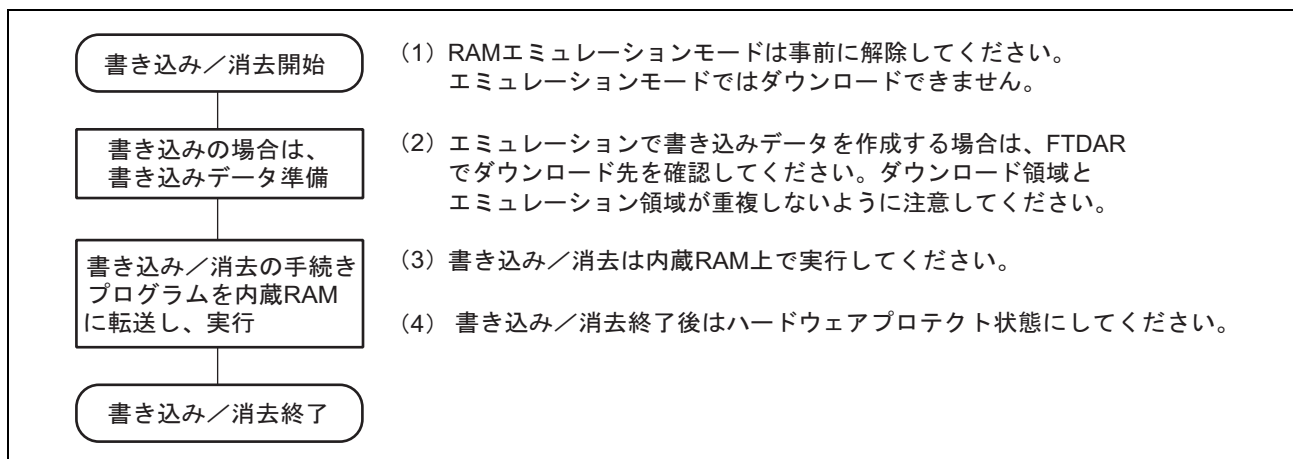 書き込み／消去開始
書き込みの場合は、
書き込みデータ準備
書き込み／消去の手続き
プログラムを内蔵RAM
に転送し、実行
書き込み／消去終了
（1）RAMエミュレーションモードは事前に解除してください。
エミュレーションモードではダウンロードできません。
（2）エミュレーションで書き込みデータを作成する場合は、FTDAR
でダウンロード先を確認してください。ダウンロード領域と
エミュレーション領域が重複しないように注意してください。
（3）書き込み／消去は内蔵RAM上で実行してください。
（4） 書き込み／消去終了後はハードウェアプロテクト状態にしてください。